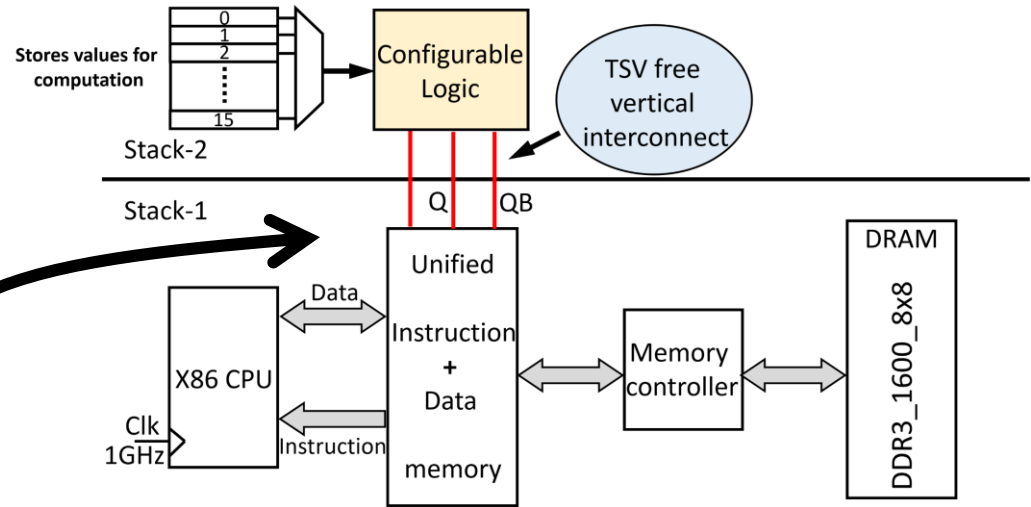 0
1
2
15
Stores values for
computation
Configurable
Logic
TSV free
vertical
interconnect
Stack-2
Stack-1
Q
QB
Unified
Instruction
+
Data
memory
Data
X86 CPU
Instruction
Clk
1GHz
Memory
controller
DRAM
DDR3_1600_8x8